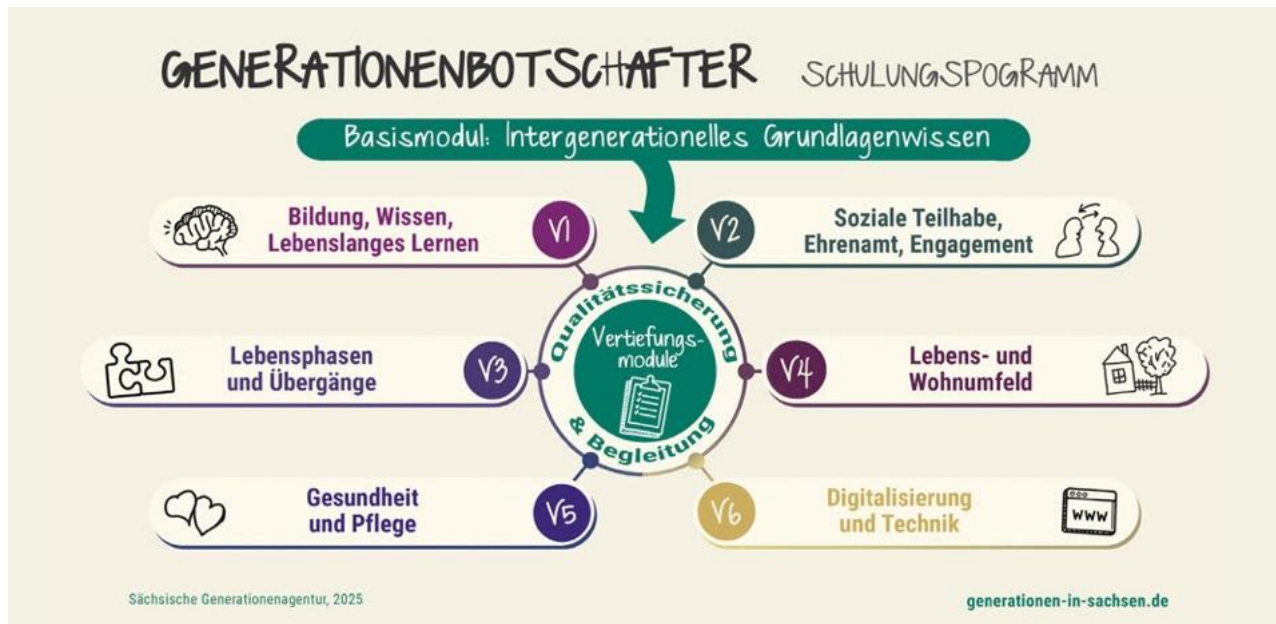 GENERATIONENBOTSCHAFTER SCHULUNGSPOGRAMM
Basismodul: Intergenerationelles Grundlagenwissen
Bildung, Wissen,
Lebenslanges Lernen
V1
V2
Soziale Teilhabe,
Ehrenamt, Engagement
Qualitätssicherung
& Begleitung
Vertiefungs-
module
Lebensphasen
und Übergänge
V3
V4
Lebens- und
Wohnumfeld
Gesundheit
und Pflege
V5
V6
Digitalisierung
und Technik
WWW
Sächsische Generationenagentur, 2025
generationen-in-sachsen.de